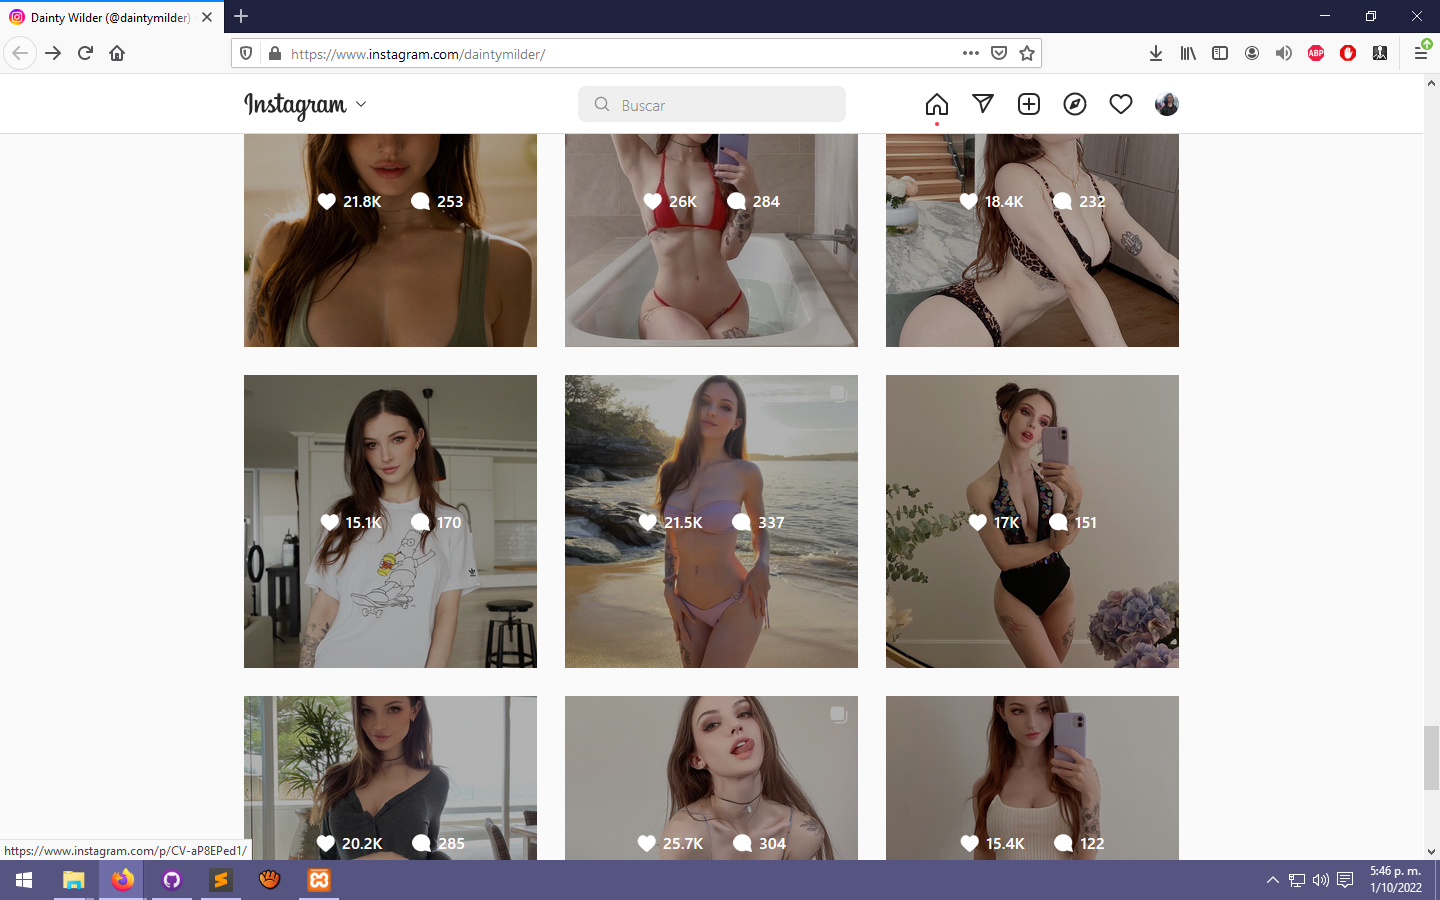 Dainty Wilder (@daintymilder)
https://www.instagram.com/daintymilder/
ABP
Instagram
Buscar
21.8K 253
26K 284
18.4K 232
15.1K 170
21.5K 337
17K 151
20.2K 285
25.7K 304
15.4K 122
https://www.instagram.com/p/CV-aP8EPed1/
5:46 p. m.
1/10/2022